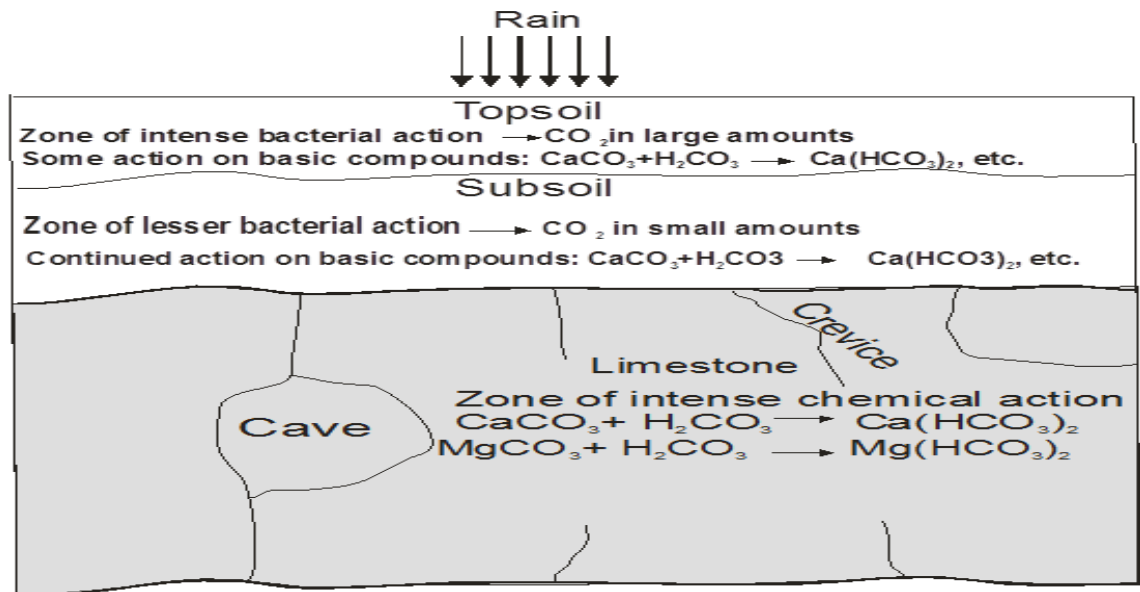 Rain
Topsoil
Zone of intense bacterial action → CO₂ in large amounts
Some action on basic compounds: CaCO₃+H₂CO₃ → Ca(HCO₃)₂, etc.
Subsoil
Zone of lesser bacterial action → CO₂ in small amounts
Continued action on basic compounds: CaCO₃+H₂CO3 → Ca(HCO3)₂, etc.
Crevice
Limestone
Zone of intense chemical action
Cave
CaCO₃+ H₂CO₃ → Ca(HCO₃)₂
MgCO₃+ H₂CO₃ → Mg(HCO₃)₂